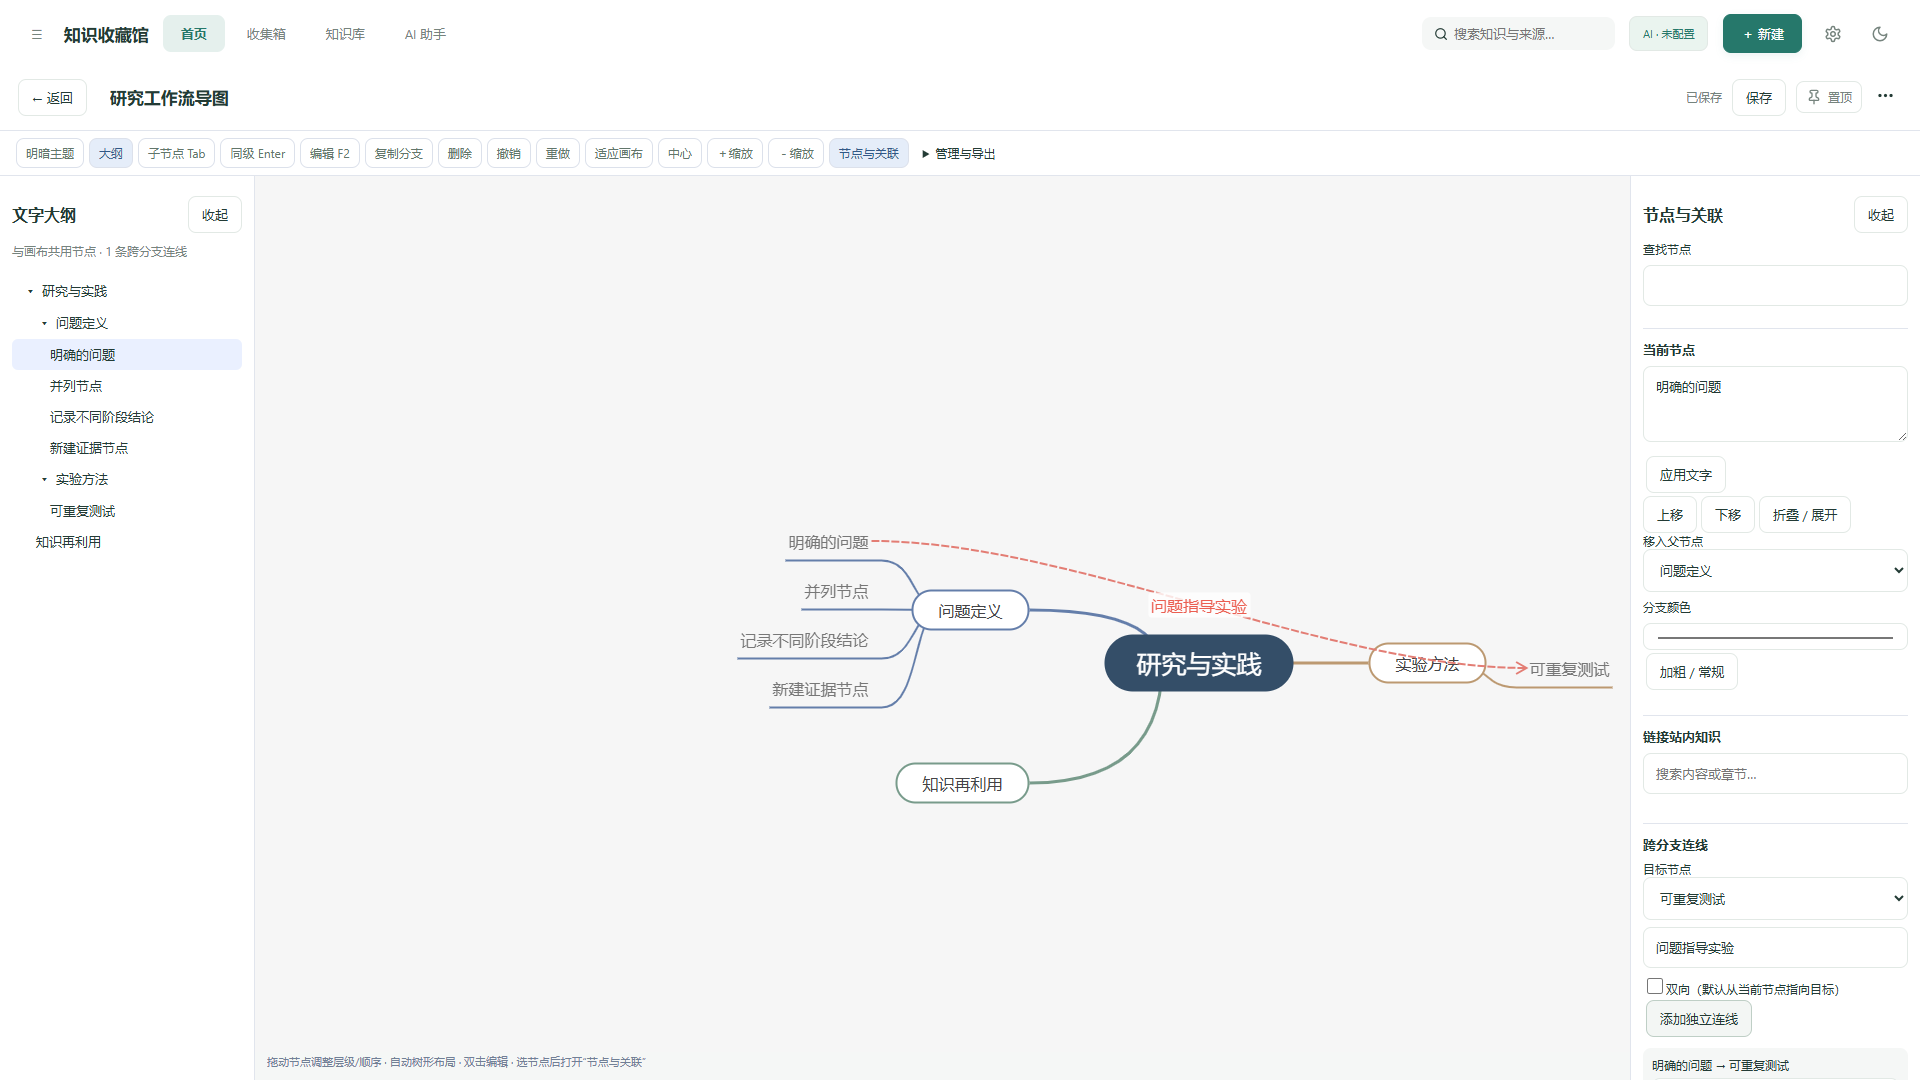 ☰ 知识收藏馆 首页 收集箱 知识库 AI 助手 搜索知识与来源... AI · 未配置 + 新建
← 返回 研究工作流导图 已保存 保存 置顶 ···
明暗主题 大纲 子节点 Tab 同级 Enter 编辑 F2 复制分支 删除 撤销 重做 适应画布 中心 + 缩放 - 缩放 节点与关联 ▶ 管理与导出
文字大纲 收起
与画布共用节点 · 1 条跨分支连线
研究与实践
问题定义
明确的问题
并列节点
记录不同阶段结论
新建证据节点
实验方法
可重复测试
知识再利用
明确的问题
并列节点
记录不同阶段结论
新建证据节点
问题定义
问题指导实验
研究与实践
实验方法
可重复测试
知识再利用
拖动节点调整层级/顺序 · 自动树形布局 · 双击编辑 · 选节点后打开“节点与关联”
节点与关联 收起
查找节点
当前节点
明确的问题
应用文字
上移 下移 折叠 / 展开
移入父节点
问题定义
分支颜色
加粗 / 常规
链接站内知识
搜索内容或章节...
跨分支连线
目标节点
可重复测试
问题指导实验
双向（默认从当前节点指向目标）
添加独立连线
明确的问题 → 可重复测试